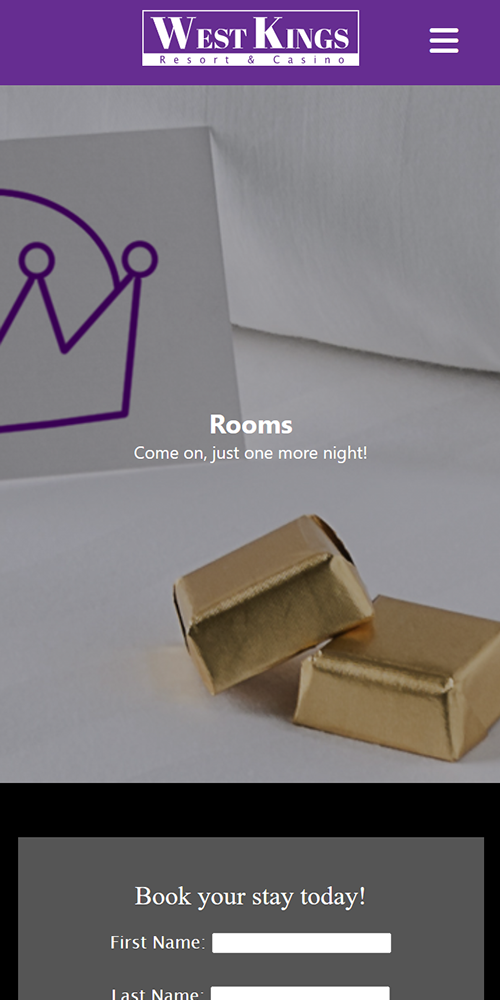 WEST KINGS
Resort & Casino
Rooms
Come on, just one more night!
Book your stay today!
First Name:
Last Name: